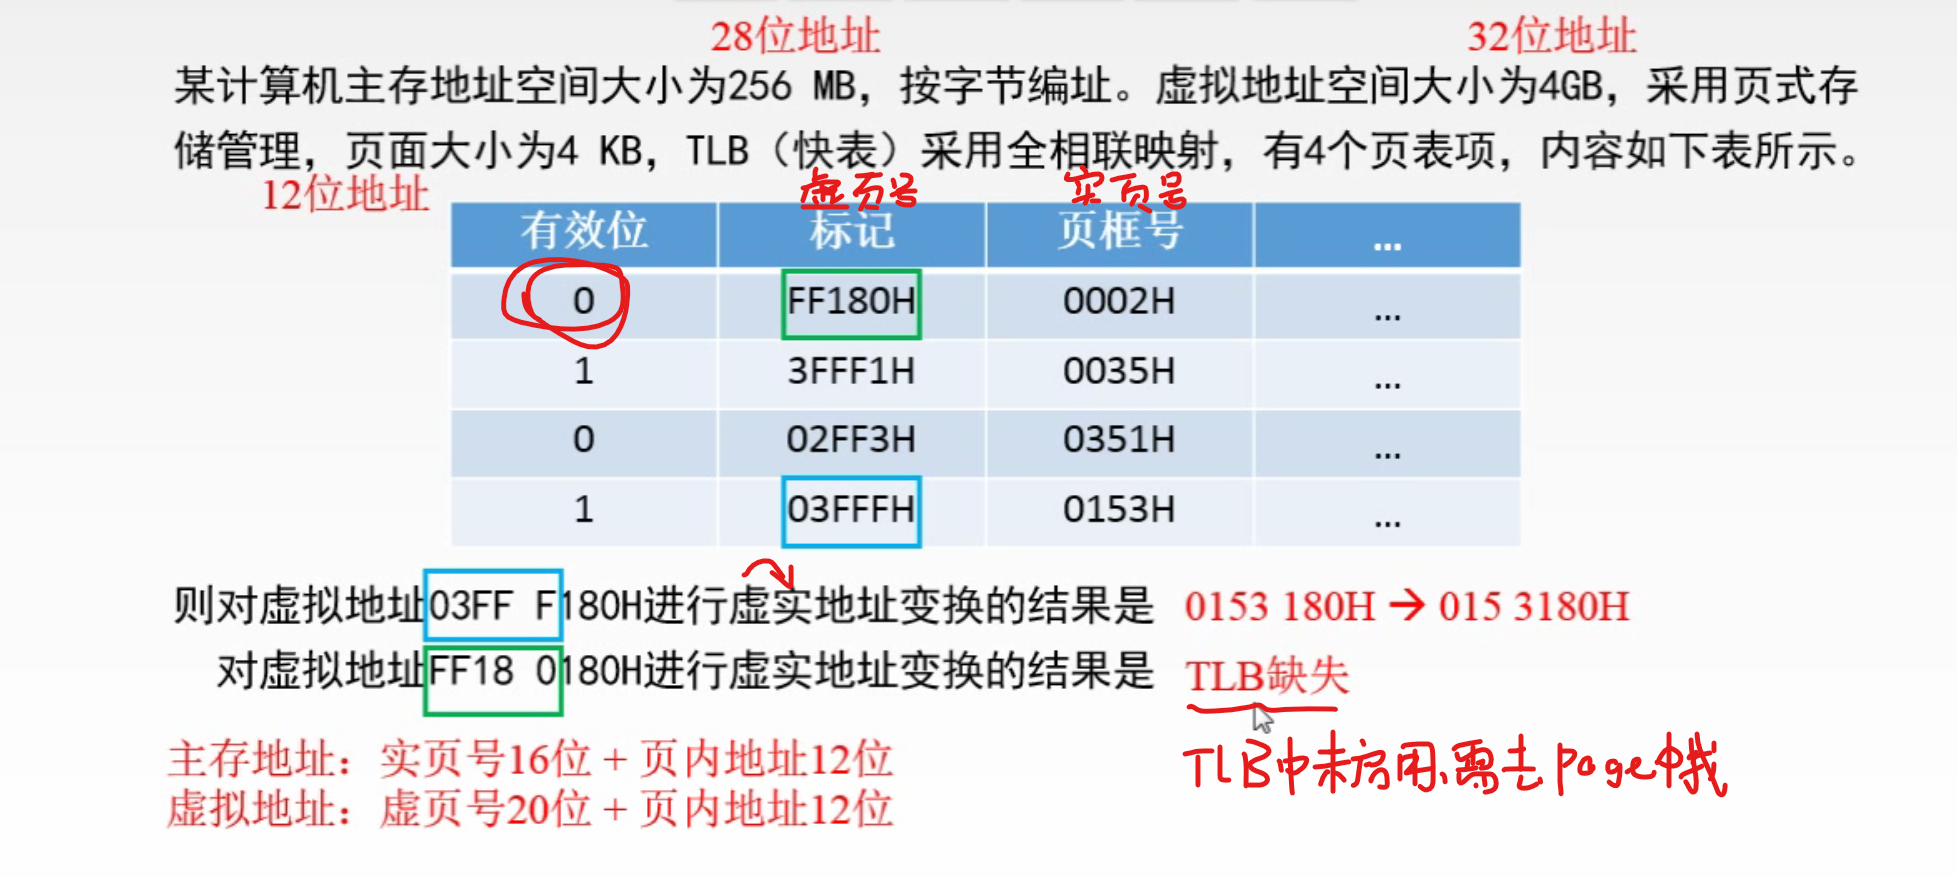 28位地址 32位地址
某计算机主存地址空间大小为256 MB，按字节编址。虚拟地址空间大小为4GB，采用页式存
储管理，页面大小为4 KB，TLB（快表）采用全相联映射，有4个页表项，内容如下表所示。
12位地址 虚页号 实页号
有效位 标记 页框号 ...
0 FF180H 0002H ...
1 3FFF1H 0035H ...
0 02FF3H 0351H ...
1 03FFFH 0153H ...
则对虚拟地址03FF F180H进行虚实地址变换的结果是 0153 180H → 015 3180H
对虚拟地址FF18 0180H进行虚实地址变换的结果是 TLB缺失
TLB中未启用、需去page中找
主存地址：实页号16位 + 页内地址12位
虚拟地址：虚页号20位 + 页内地址12位